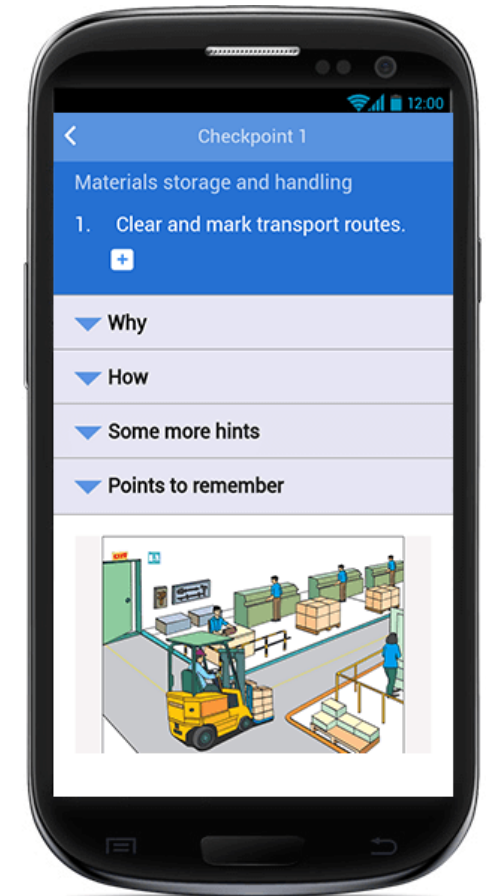 12:00
Checkpoint 1
Materials storage and handling
1. Clear and mark transport routes.
+
Why
How
Some more hints
Points to remember
EXIT